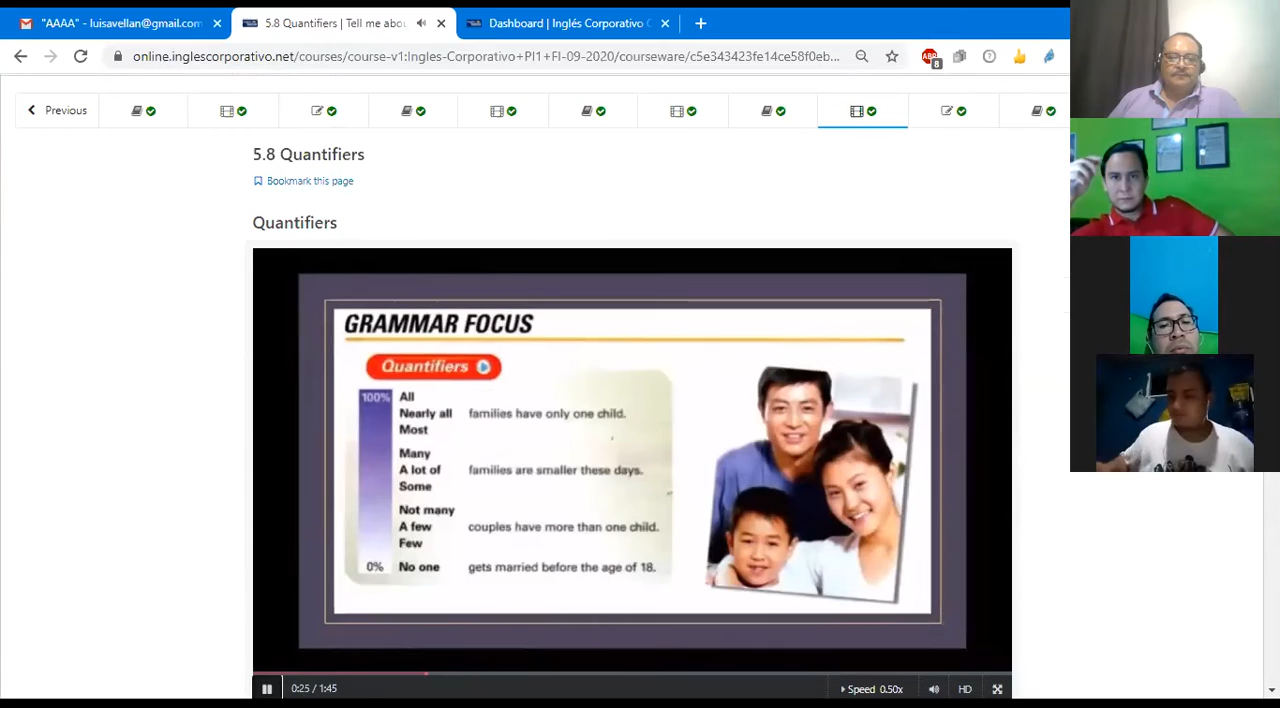 "AAAA" - luisavellan@gmail.com
5.8 Quantifiers | Tell me abou
Dashboard | Inglés Corporativo C
online.inglescorporativo.net/courses/course-v1:Ingles-Corporativo+PI1+FI-09-2020/courseware/c5e343423fe14ce58f0eb...
ABP
8
Previous
5.8 Quantifiers
Bookmark this page
Quantifiers
GRAMMAR FOCUS
Quantifiers
100% All
Nearly all families have only one child.
Most
Many
A lot of families are smaller these days.
Some
Not many
A few couples have more than one child.
Few
0% No one gets married before the age of 18.
0:25 / 1:45
Speed 0.50x
HD